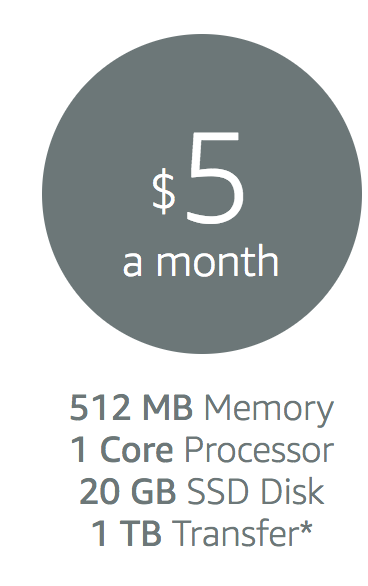 $5
a month
512 MB Memory
1 Core Processor
20 GB SSD Disk
1 TB Transfer*